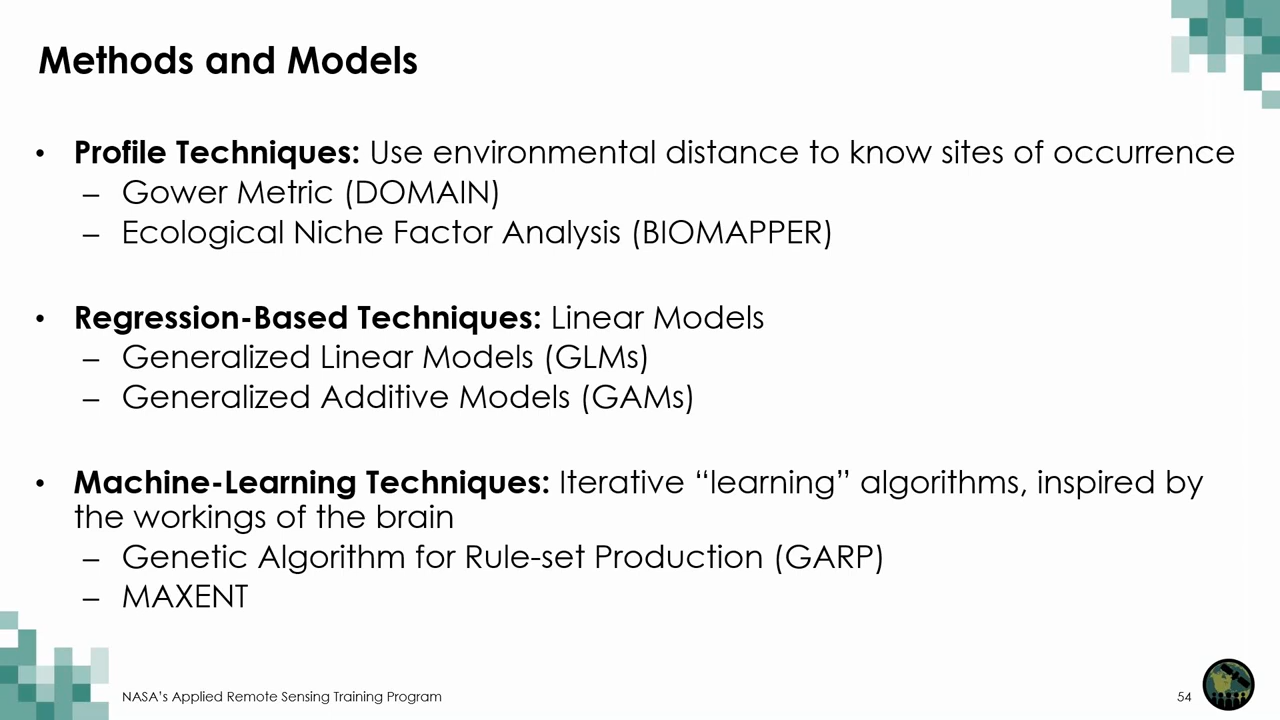 Methods and Models
• Profile Techniques: Use environmental distance to know sites of occurrence
– Gower Metric (DOMAIN)
– Ecological Niche Factor Analysis (BIOMAPPER)
• Regression-Based Techniques: Linear Models
– Generalized Linear Models (GLMs)
– Generalized Additive Models (GAMs)
• Machine-Learning Techniques: Iterative “learning” algorithms, inspired by
the workings of the brain
– Genetic Algorithm for Rule-set Production (GARP)
– MAXENT
NASA’s Applied Remote Sensing Training Program
54